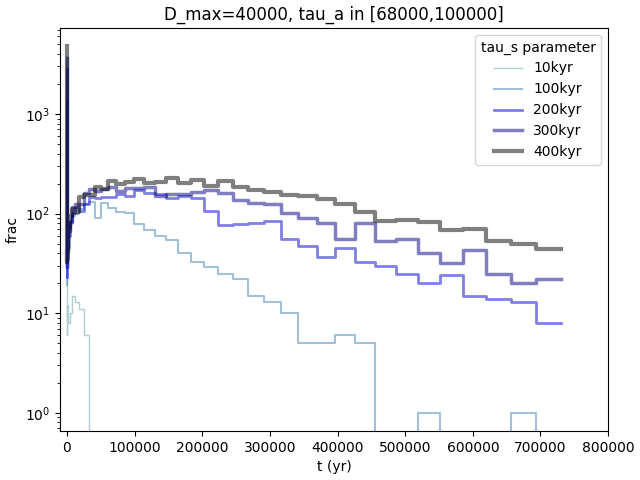 D_max=40000, tau_a in [68000,100000]
tau_s parameter
10kyr
100kyr
200kyr
300kyr
400kyr
frac
10³
10²
10¹
10⁰
0 100000 200000 300000 400000 500000 600000 700000 800000
t (yr)